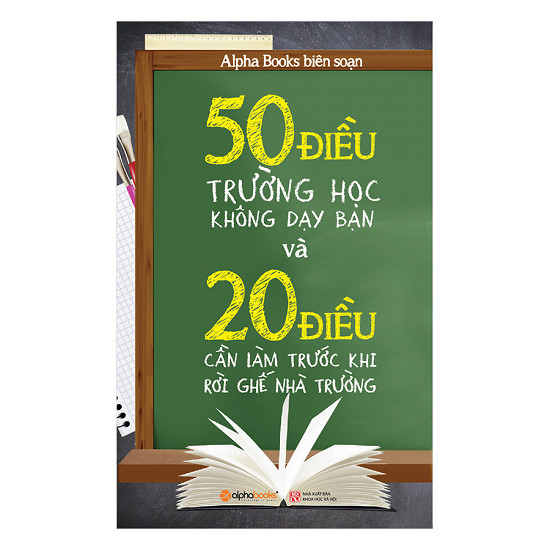 Alpha Books biên soạn
50 ĐIỀU
TRƯỜNG HỌC
KHÔNG DẠY BẠN
và
20 ĐIỀU
CẦN LÀM TRƯỚC KHI
RỜI GHẾ NHÀ TRƯỜNG
alphabooks
NHÀ XUẤT BẢN
KHOA HỌC XÃ HỘI